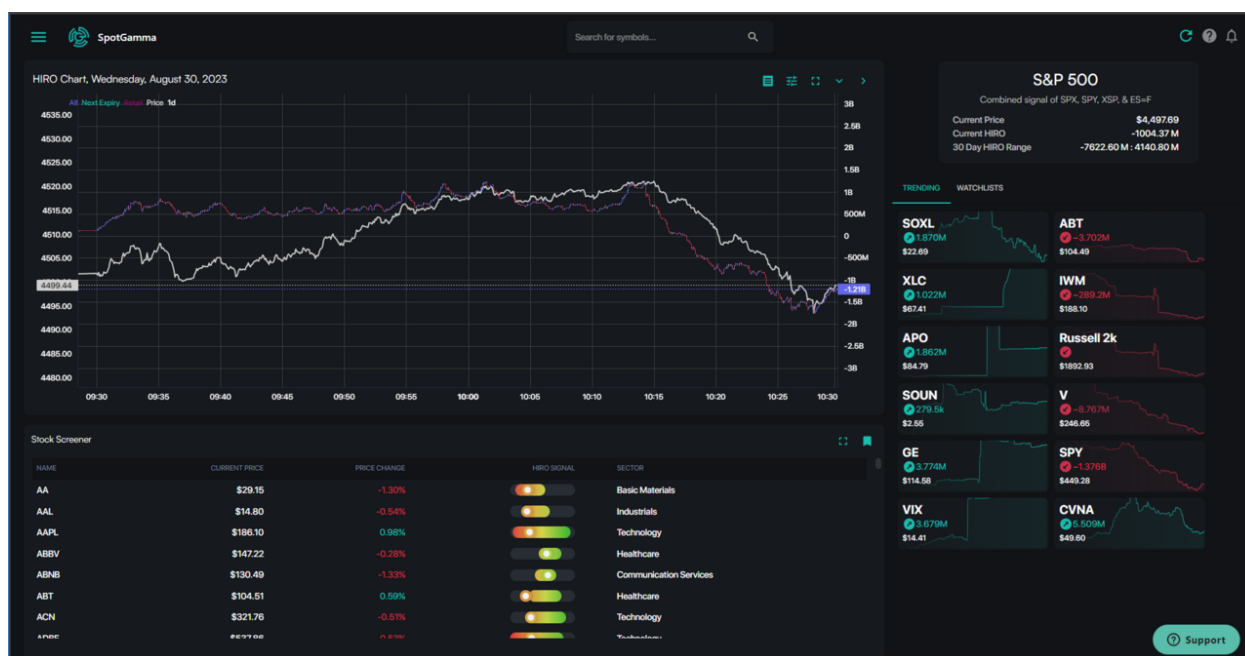 SpotGamma
Search for symbols...
HIRO Chart, Wednesday, August 30, 2023
All Next Expiry Retail Price 1d
4535.00
4530.00
4525.00
4520.00
4515.00
4510.00
4505.00
4499.44
4495.00
4490.00
4485.00
4480.00
3B
2.5B
2B
1.5B
1B
500M
0
-500M
-1B
-1.21B
-1.5B
-2B
-2.5B
-3B
09:30 09:35 09:40 09:45 09:50 09:55 10:00 10:05 10:10 10:15 10:20 10:25 10:30
S&P 500
Combined signal of SPX, SPY, XSP, & ES=F
Current Price $4,497.69
Current HIRO -1004.37 M
30 Day HIRO Range -7622.60 M : 4140.80 M
TRENDING WATCHLISTS
SOXL
1.870M
$22.69
ABT
-3.702M
$104.49
XLC
1.022M
$67.41
IWM
-289.2M
$188.10
APO
1.862M
$84.79
Russell 2k
$1892.93
SOUN
279.5k
$2.55
V
-8.767M
$246.65
GE
3.774M
$114.58
SPY
-1.376B
$449.28
VIX
3.679M
$14.41
CVNA
5.509M
$49.60
Stock Screener
NAME CURRENT PRICE PRICE CHANGE HIRO SIGNAL SECTOR
AA $29.15 -1.30% Basic Materials
AAL $14.80 -0.54% Industrials
AAPL $186.10 0.98% Technology
ABBV $147.22 -0.28% Healthcare
ABNB $130.49 -1.33% Communication Services
ABT $104.51 0.59% Healthcare
ACN $321.76 -0.51% Technology
ADBE Technology
Support